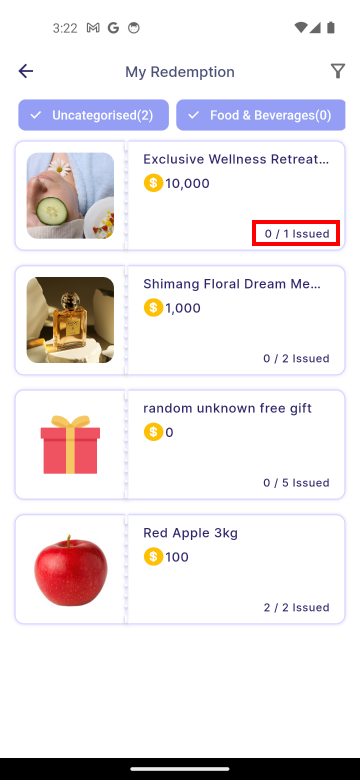 3:22
My Redemption
Uncategorised(2)
Food & Beverages(0)
Exclusive Wellness Retreat...
10,000
0 / 1 Issued
Shimang Floral Dream Me...
1,000
0 / 2 Issued
random unknown free gift
0
0 / 5 Issued
Red Apple 3kg
100
2 / 2 Issued